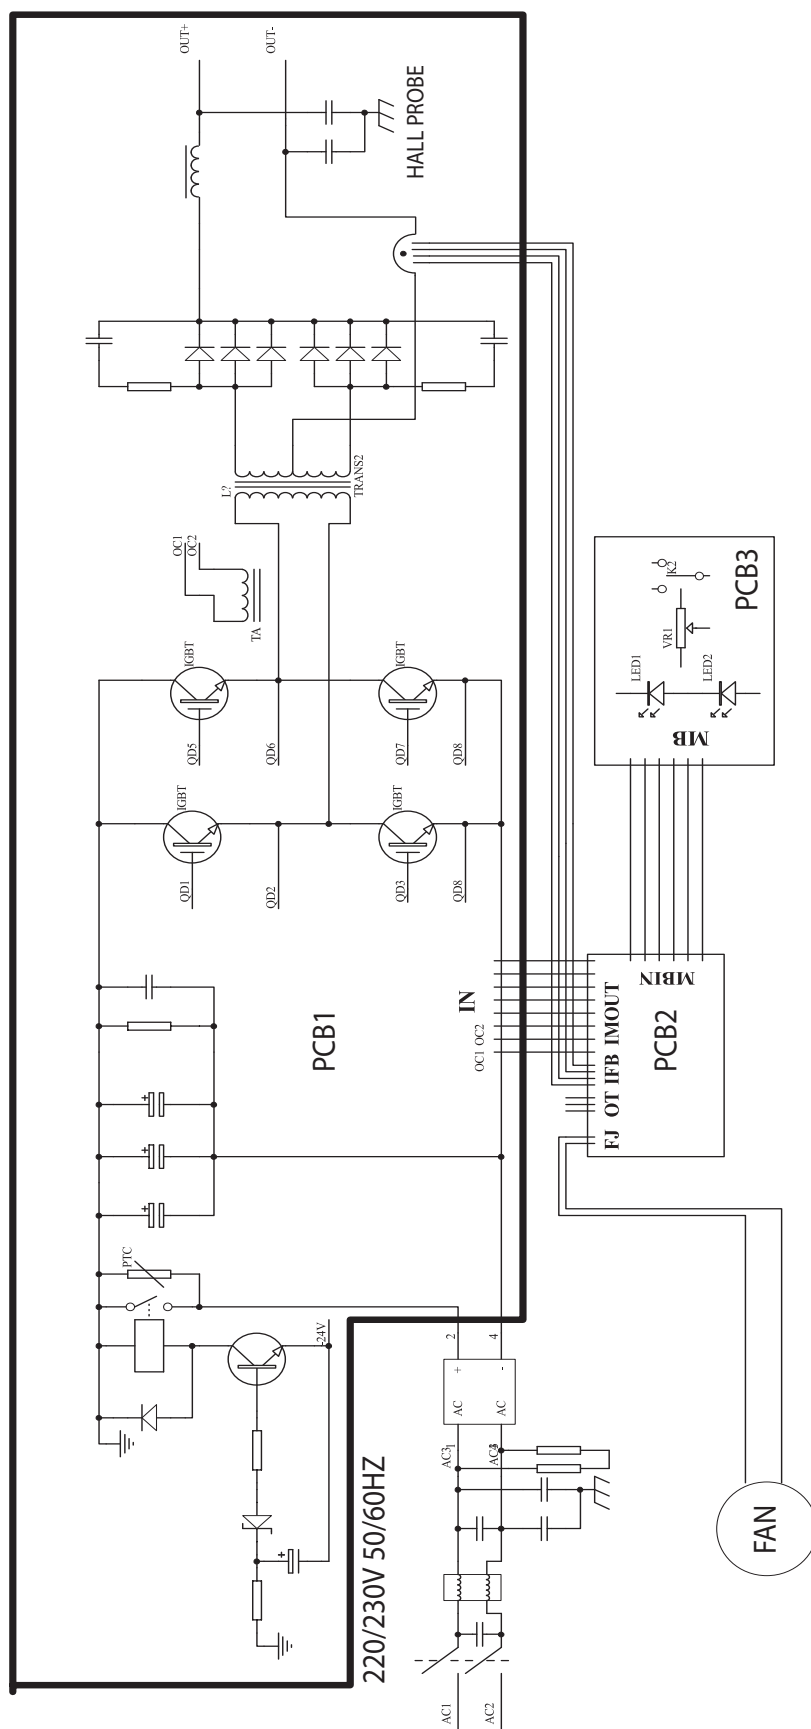 OUT+
OUT-
HALL PROBE
L?
TRANS2
OC1
OC2
TA
IGBT
IGBT
QD5
QD6
QD7
QD8
IGBT
IGBT
QD1
QD2
QD3
QD8
LED1
LED2
VR1
K2
PCB3
MB
PCB1
IN
OC1 OC2
MBIN
FJ OT IFB IMOUT
PCB2
PTC
-24V
2
4
+
-
AC
AC
AC3
1
220/230V 50/60HZ
AC1
AC2
FAN